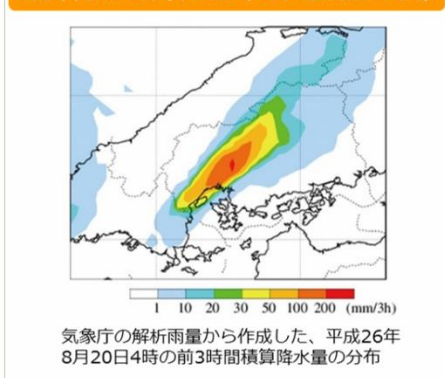 1 10 20 30 50 100 200 (mm/3h)
気象庁の解析雨量から作成した、平成26年
8月20日4時の前3時間積算降水量の分布